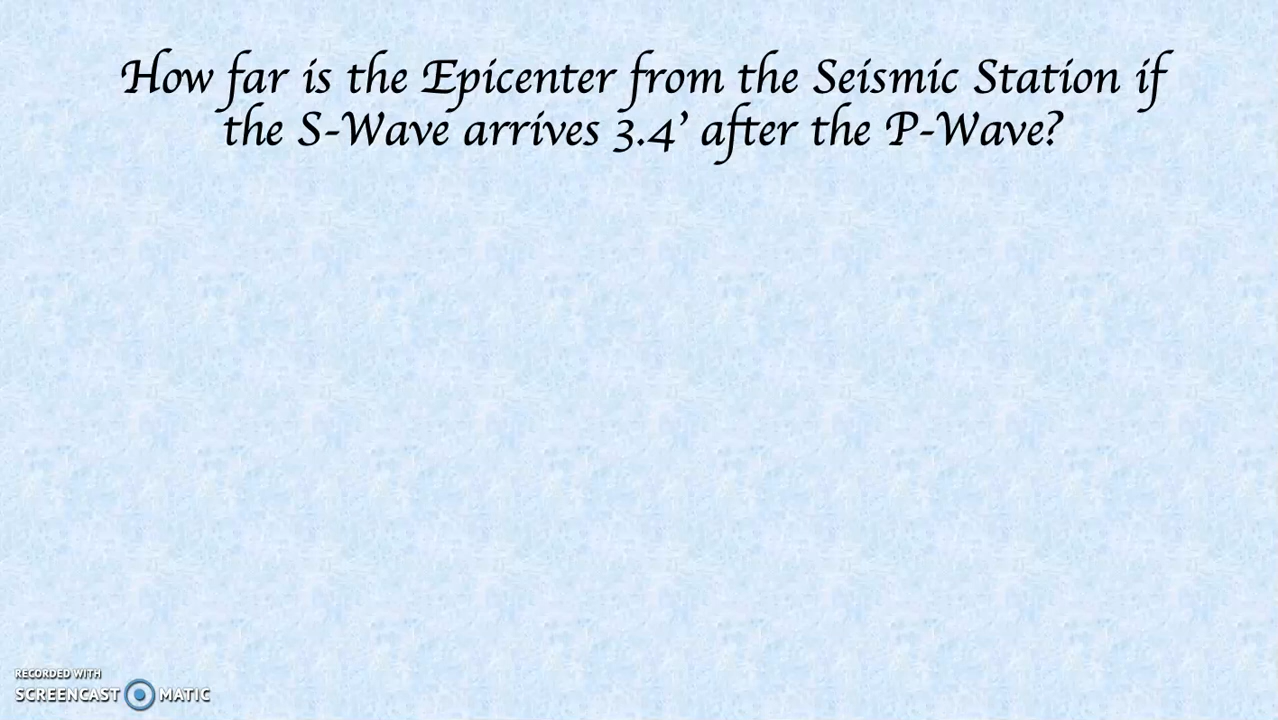 How far is the Epicenter from the Seismic Station if
the S-Wave arrives 3.4’ after the P-Wave?
RECORDED WITH
SCREENCAST MATIC